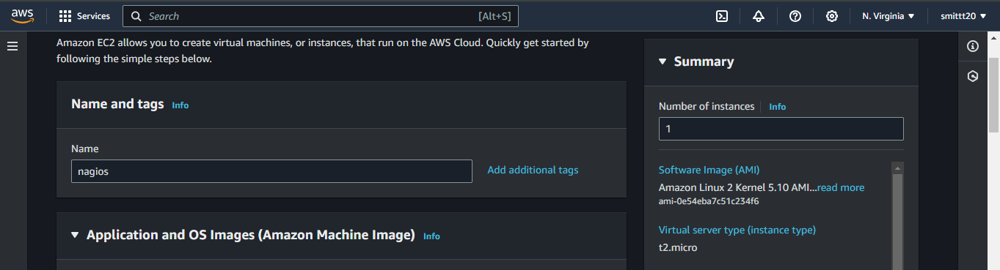 aws
Services
Search [Alt+S]
N. Virginia
smittt20
Amazon EC2 allows you to create virtual machines, or instances, that run on the AWS Cloud. Quickly get started by
following the simple steps below.
Name and tags Info
Name
nagios
Add additional tags
Application and OS Images (Amazon Machine Image) Info
Summary
Number of instances Info
1
Software Image (AMI)
Amazon Linux 2 Kernel 5.10 AMI...read more
ami-0e54eba7c51c234f6
Virtual server type (instance type)
t2.micro